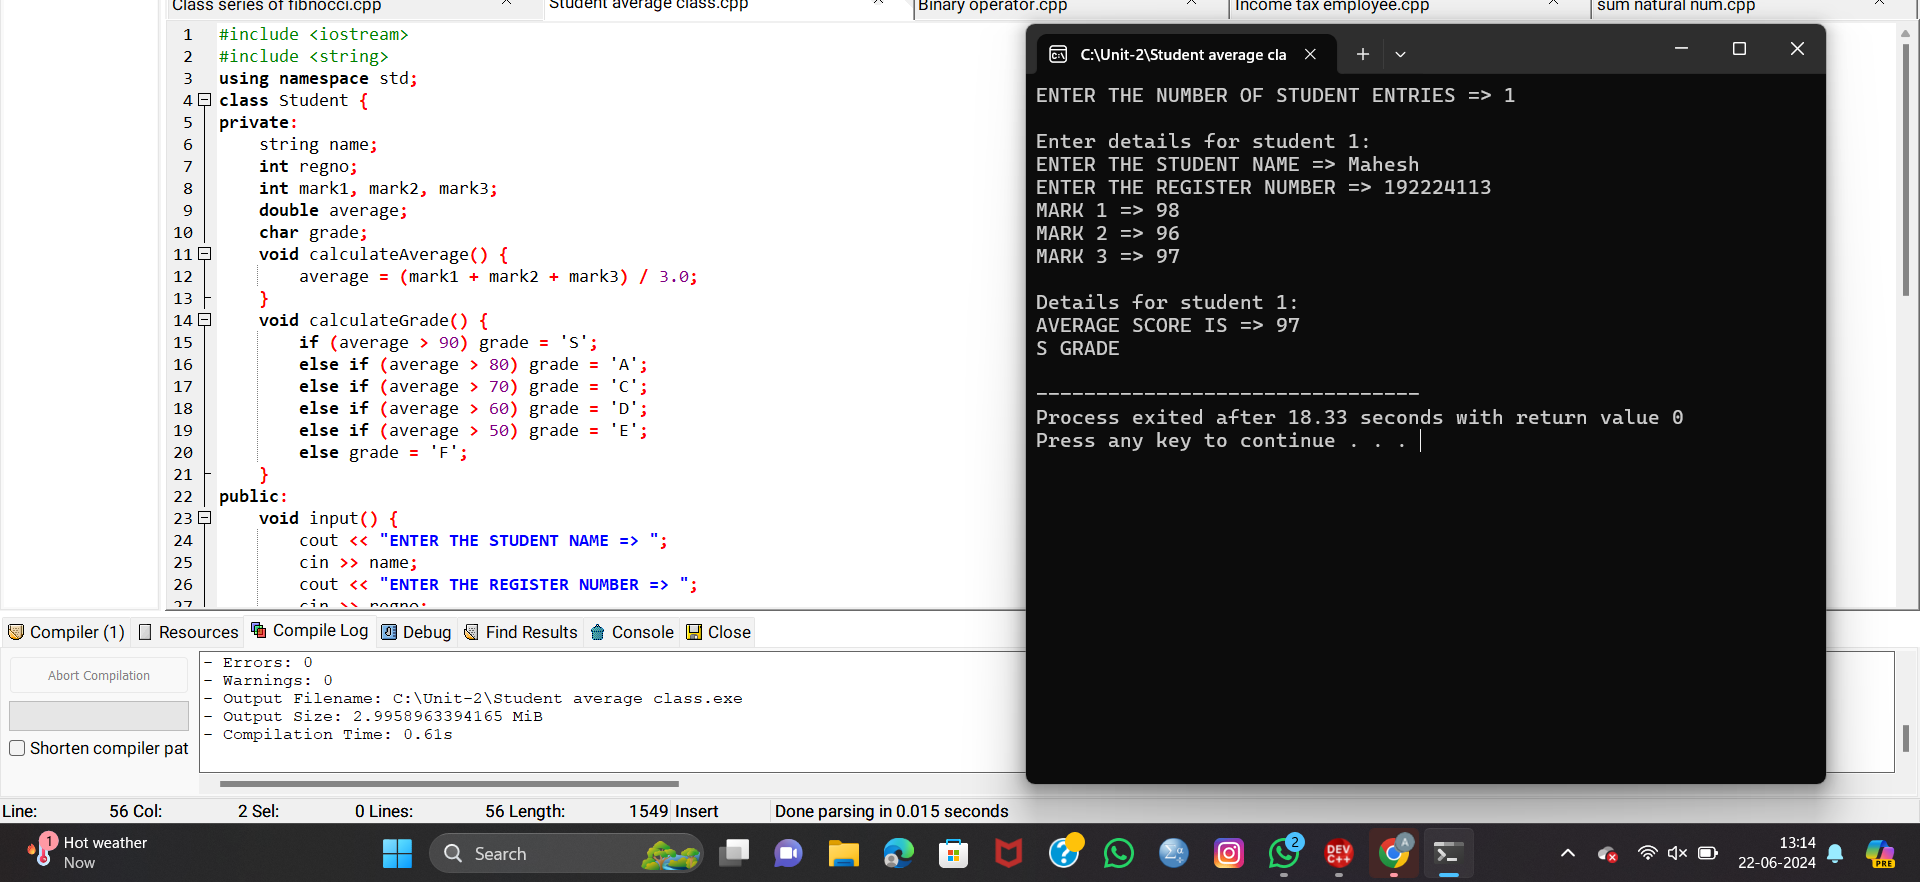 Class series of fibnocci.cpp
Student average class.cpp
Binary operator.cpp
Income tax employee.cpp
sum natural num.cpp
1 #include <iostream>
2 #include <string>
3 using namespace std;
4 class Student {
5 private:
6 string name;
7 int regno;
8 int mark1, mark2, mark3;
9 double average;
10 char grade;
11 void calculateAverage() {
12 average = (mark1 + mark2 + mark3) / 3.0;
13 }
14 void calculateGrade() {
15 if (average > 90) grade = 'S';
16 else if (average > 80) grade = 'A';
17 else if (average > 70) grade = 'C';
18 else if (average > 60) grade = 'D';
19 else if (average > 50) grade = 'E';
20 else grade = 'F';
21 }
22 public:
23 void input() {
24 cout << "ENTER THE STUDENT NAME => ";
25 cin >> name;
26 cout << "ENTER THE REGISTER NUMBER => ";
27 cin >> regno;
C:\Unit-2\Student average cla
ENTER THE NUMBER OF STUDENT ENTRIES => 1
Enter details for student 1:
ENTER THE STUDENT NAME => Mahesh
ENTER THE REGISTER NUMBER => 192224113
MARK 1 => 98
MARK 2 => 96
MARK 3 => 97
Details for student 1:
AVERAGE SCORE IS => 97
S GRADE
--------------------------------
Process exited after 18.33 seconds with return value 0
Press any key to continue . . .
Compiler (1) Resources Compile Log Debug Find Results Console Close
Abort Compilation
Shorten compiler pat
- Errors: 0
- Warnings: 0
- Output Filename: C:\Unit-2\Student average class.exe
- Output Size: 2.9958963394165 MiB
- Compilation Time: 0.61s
Line: 56 Col: 2 Sel: 0 Lines: 56 Length: 1549 Insert Done parsing in 0.015 seconds
1
Hot weather
Now
Search
2
DEV
C++
A
13:14
22-06-2024
PRE